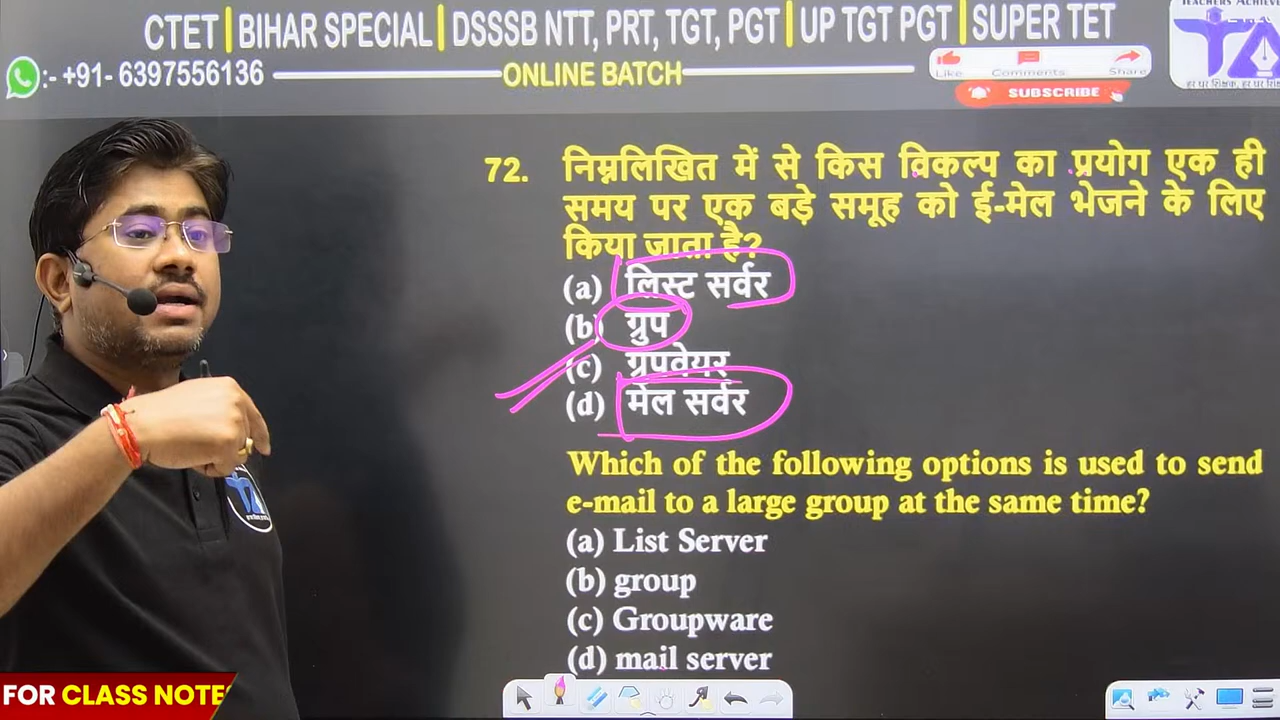 CTET | BIHAR SPECIAL | DSSSB NTT, PRT, TGT, PGT | UP TGT PGT | SUPER TET
TEACHERS ACHIEVE
:- +91- 6397556136 ONLINE BATCH
Like Comments Share
SUBSCRIBE
72. निम्नलिखित में से किस विकल्प का प्रयोग एक ही
समय पर एक बड़े समूह को ई-मेल भेजने के लिए
किया जाता है?
(a) लिस्ट सर्वर
(b) ग्रुप
(c) ग्रुपवेयर
(d) मेल सर्वर
Which of the following options is used to send
e-mail to a large group at the same time?
(a) List Server
(b) group
(c) Groupware
(d) mail server
FOR CLASS NOTES